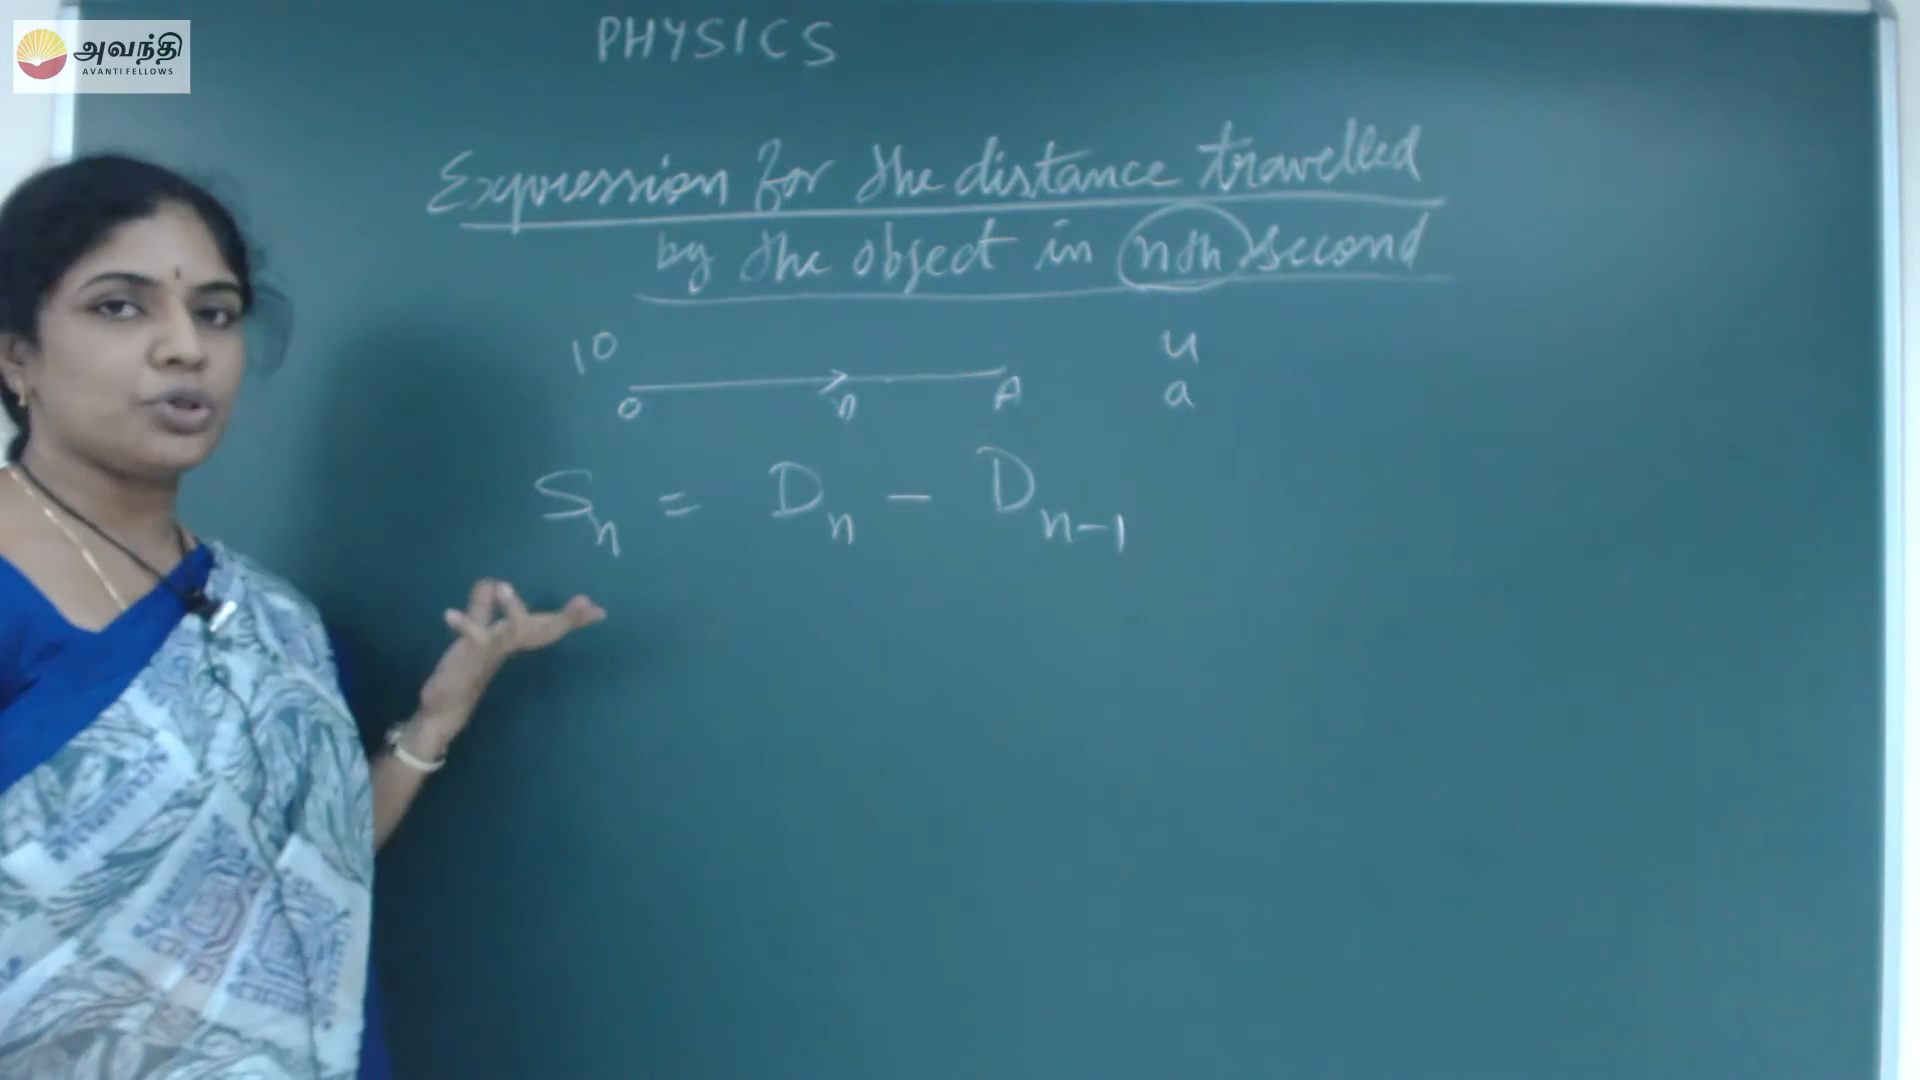 அவந்தி
AVANTI FELLOWS
PHYSICS
Expression for the distance travelled
by the object in nth second
10 u
O n A a
Sn = Dn - Dn-1